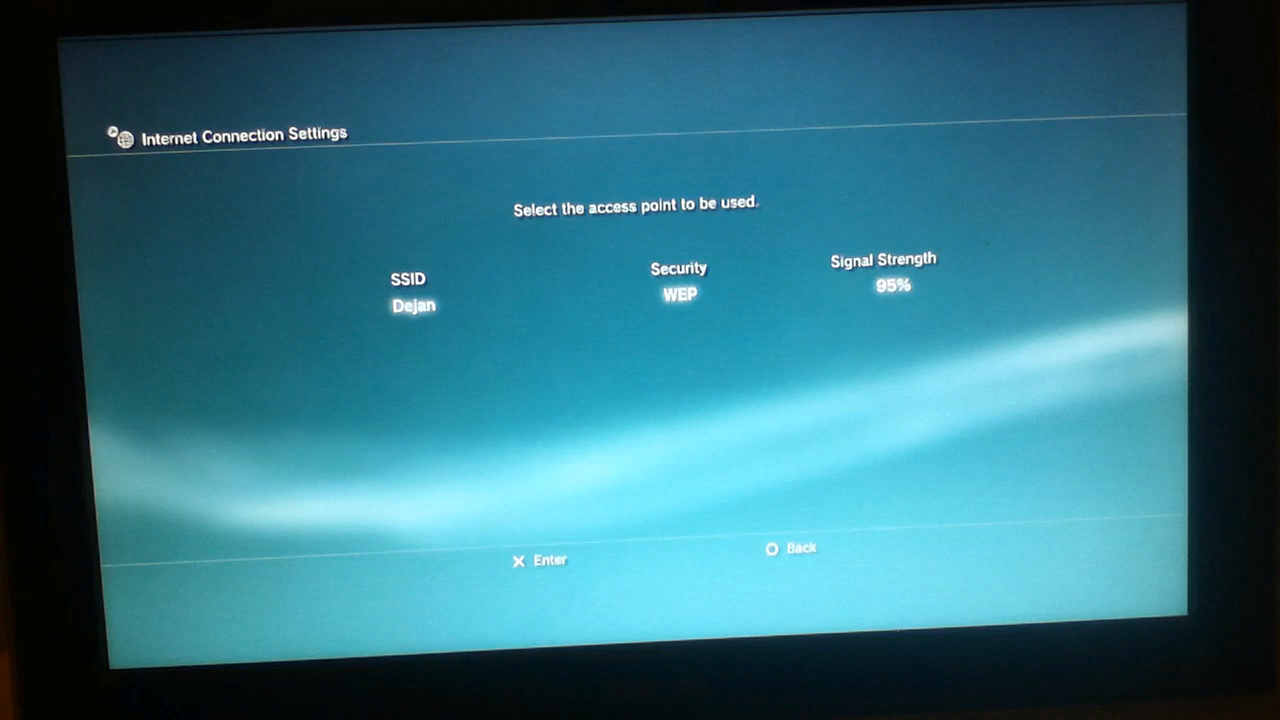 Internet Connection Settings
Select the access point to be used.
SSID Security Signal Strength
Dejan WEP 95%
Enter Back